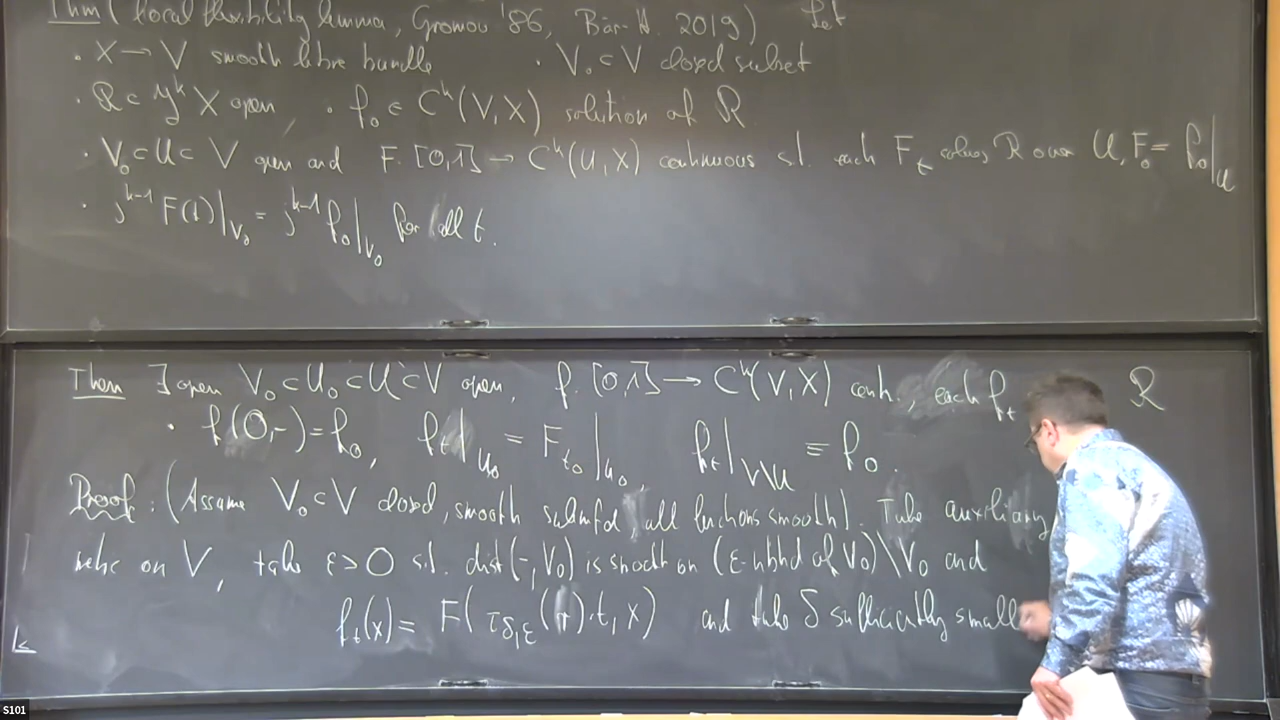 Thm (local flexibility lemma, Gromov '86, Bär-H. 2019) Let
· X → V smooth fibre bundle · V₀ ⊂ V closed subset
· R ⊂ J^k X open, · f₀ ∈ C^k(V,X) solution of R
· V₀ ⊂ U ⊂ V open and F: [0,1] → C^k(U,X) continuous s.t. each F_t solves R over U, F₀ = f₀|_U
· j^{k-1} F(t)|_{V₀} = j^{k-1} f₀|_{V₀} for all t.
Then ∃ open V₀ ⊂ U₀ ⊂ U ⊂ V open, f: [0,1] → C^k(V,X) cont., each f_t R
· f(0,-) = f₀, f_t|_{U₀} = F_{t₀}|_{U₀}, f_t|_{V\U} ≡ f₀.
Proof: (Assume V₀ ⊂ V closed, smooth submfd, all functions smooth). Take auxiliary
metric on V, take ε>0 s.t. dist(-,V₀) is smooth on (ε-nbhd of V₀)\V₀ and
f_t(x) = F(τ_{δ,ε}(r)·t, x) and take δ sufficiently small
S101